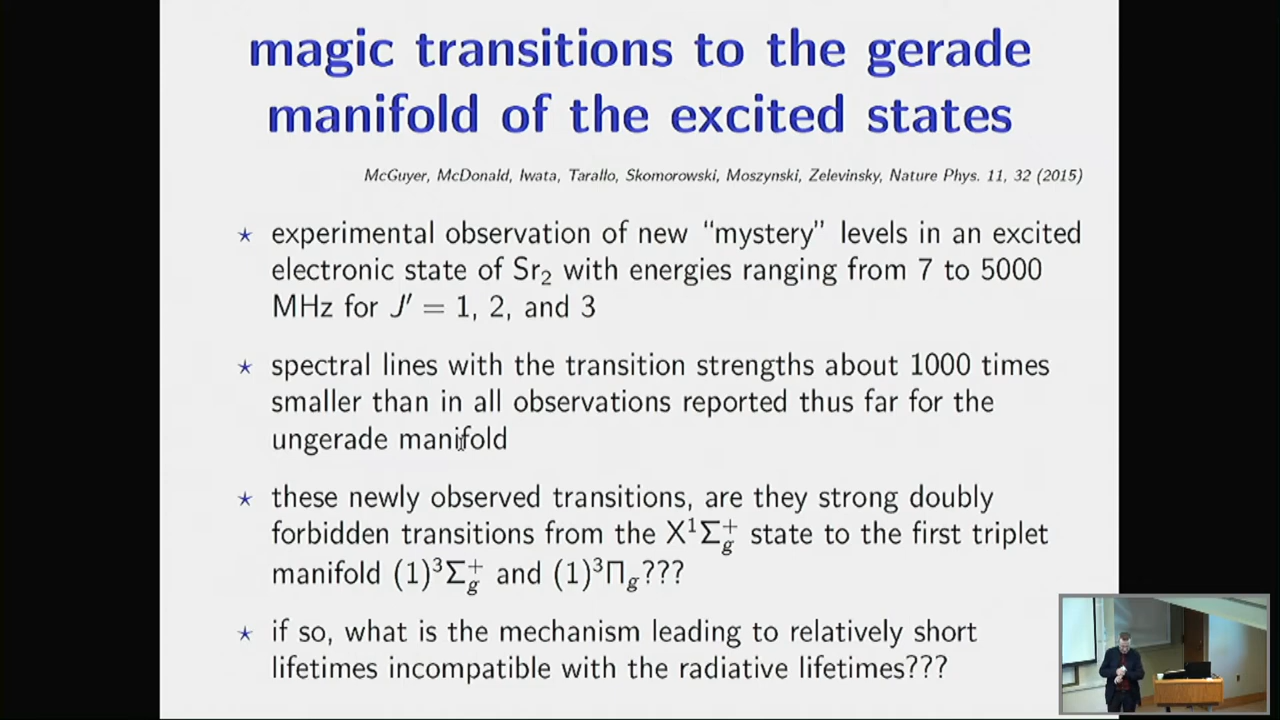 magic transitions to the gerade
manifold of the excited states
McGuyer, McDonald, Iwata, Tarallo, Skomorowski, Moszynski, Zelevinsky, Nature Phys. 11, 32 (2015)
⋆ experimental observation of new “mystery” levels in an excited
electronic state of Sr₂ with energies ranging from 7 to 5000
MHz for J′ = 1, 2, and 3
⋆ spectral lines with the transition strengths about 1000 times
smaller than in all observations reported thus far for the
ungerade manifold
⋆ these newly observed transitions, are they strong doubly
forbidden transitions from the X¹Σg⁺ state to the first triplet
manifold (1)³Σg⁺ and (1)³Πg???
⋆ if so, what is the mechanism leading to relatively short
lifetimes incompatible with the radiative lifetimes???